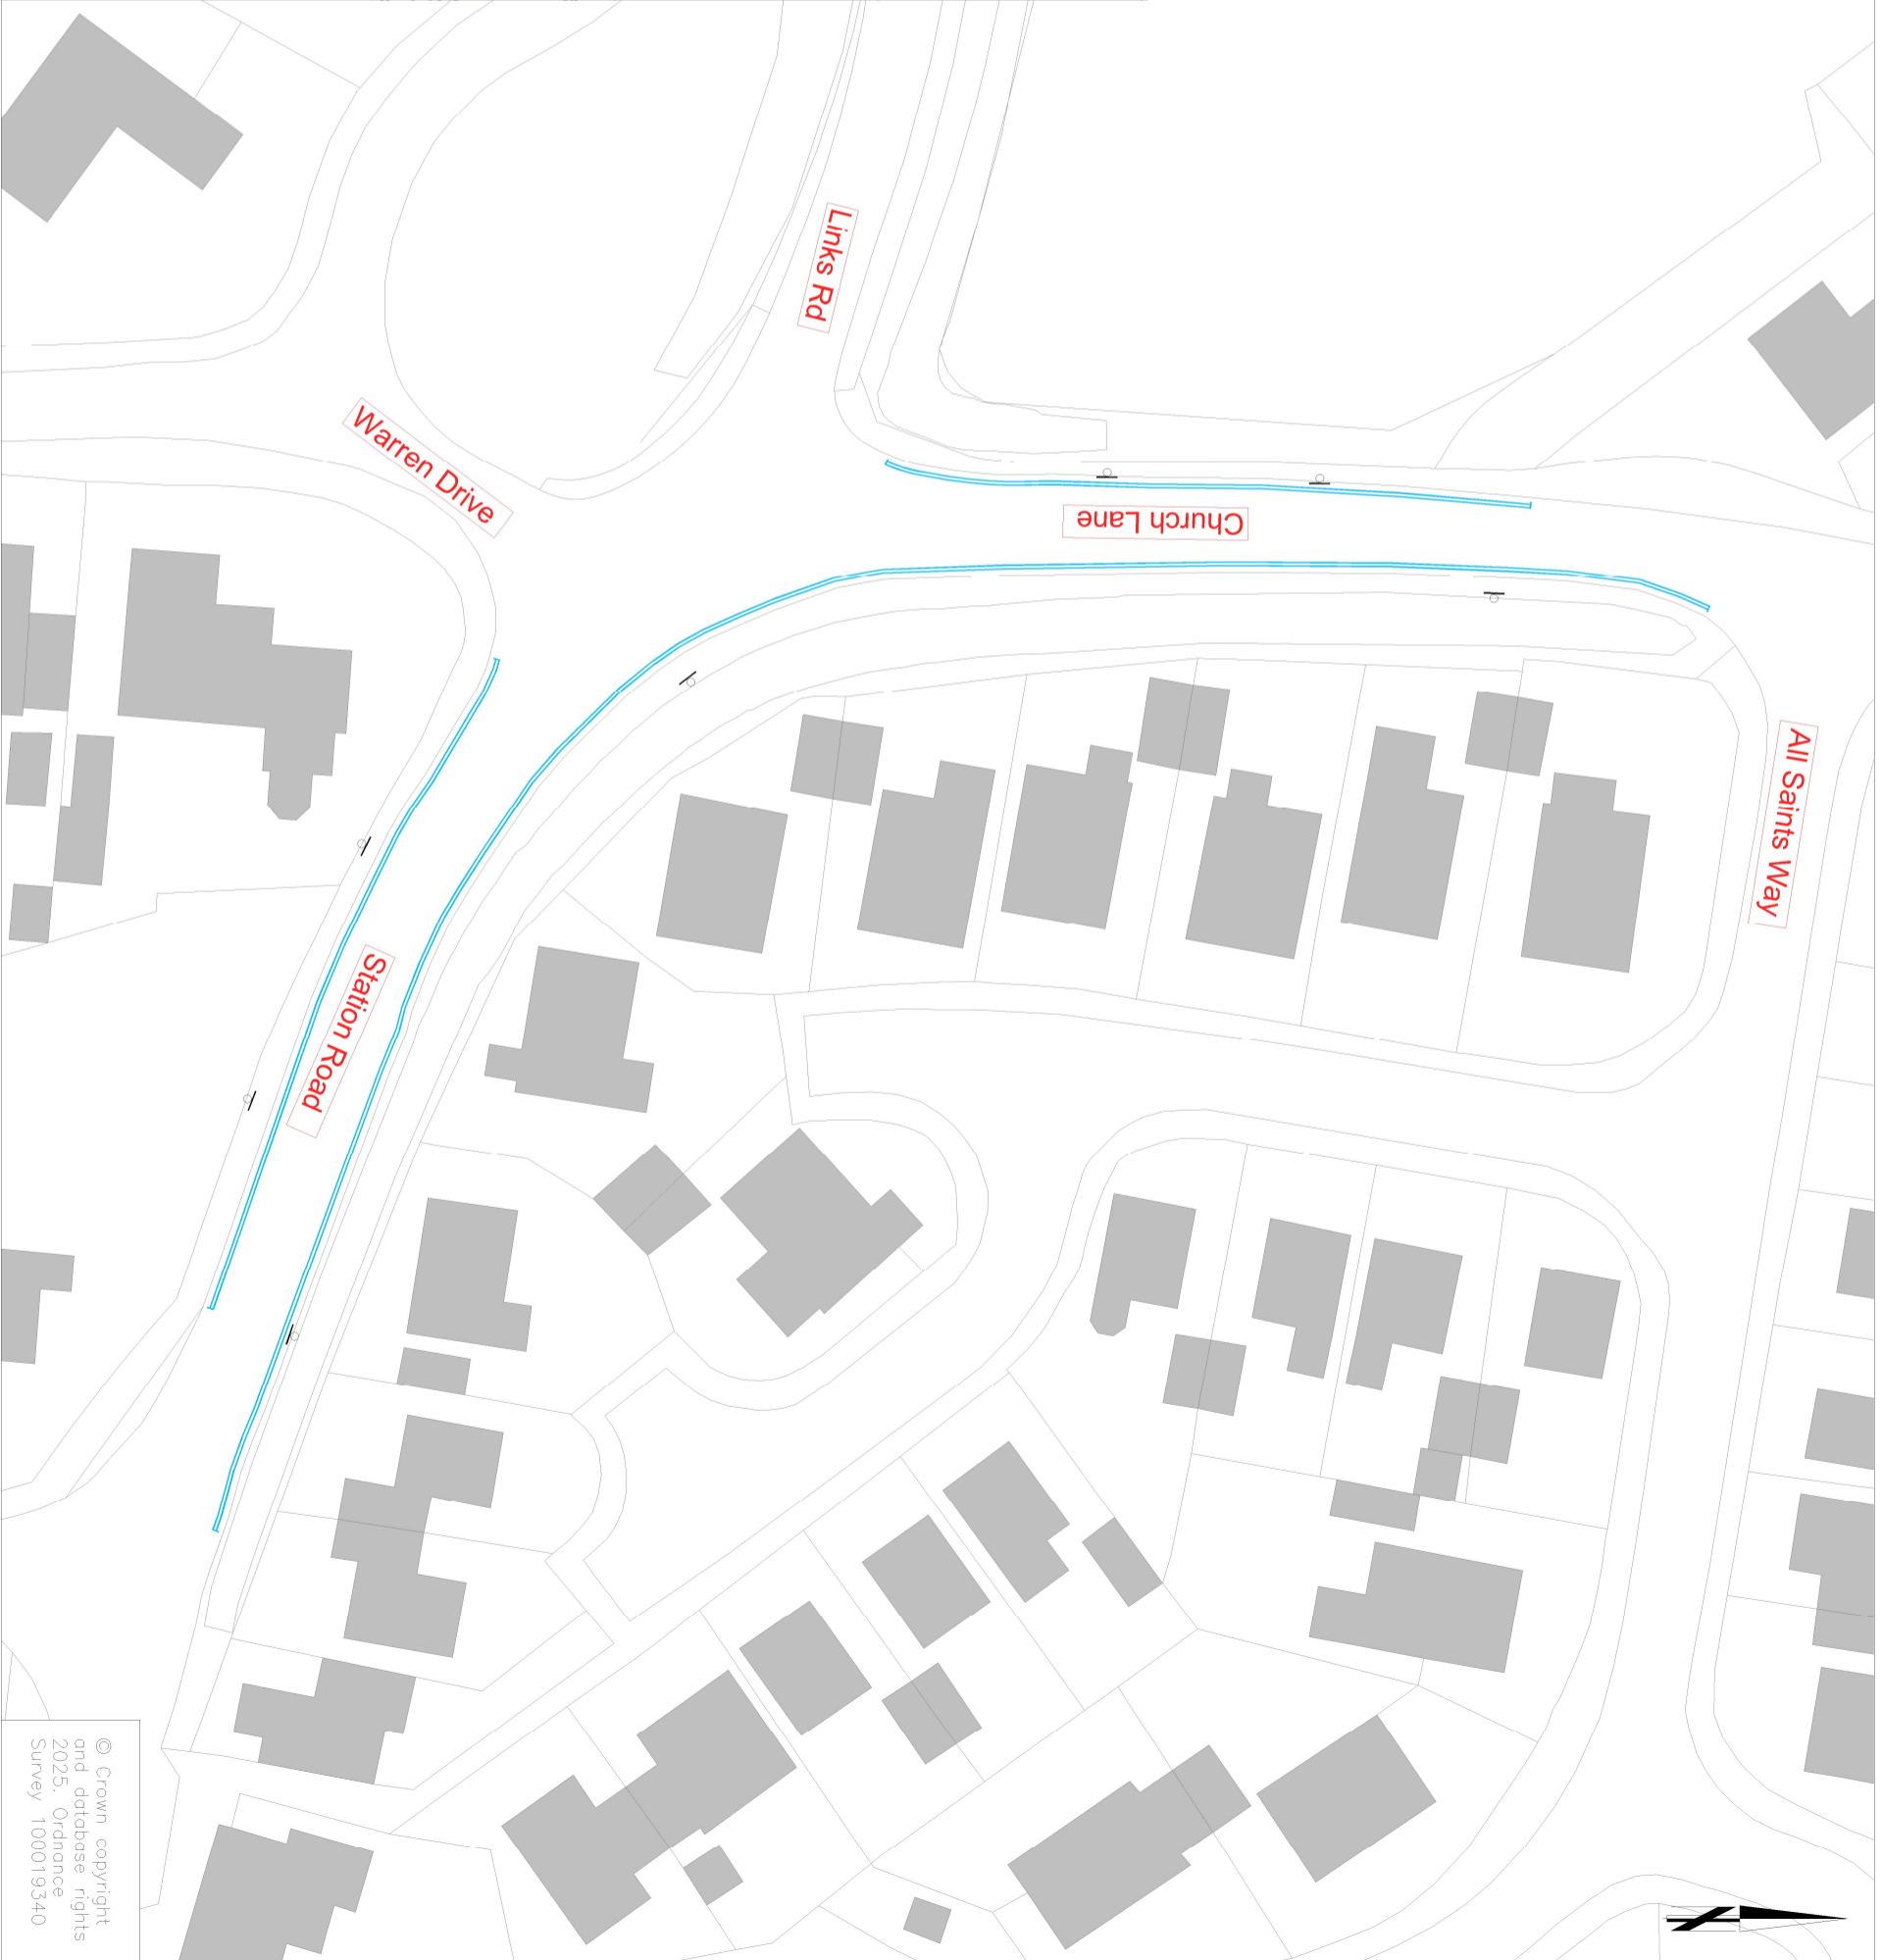 Links Rd
Warren Drive
Church Lane
All Saints Way
Station Road
© Crown copyright
and database rights
2025. Ordnance
Survey 100019340
N